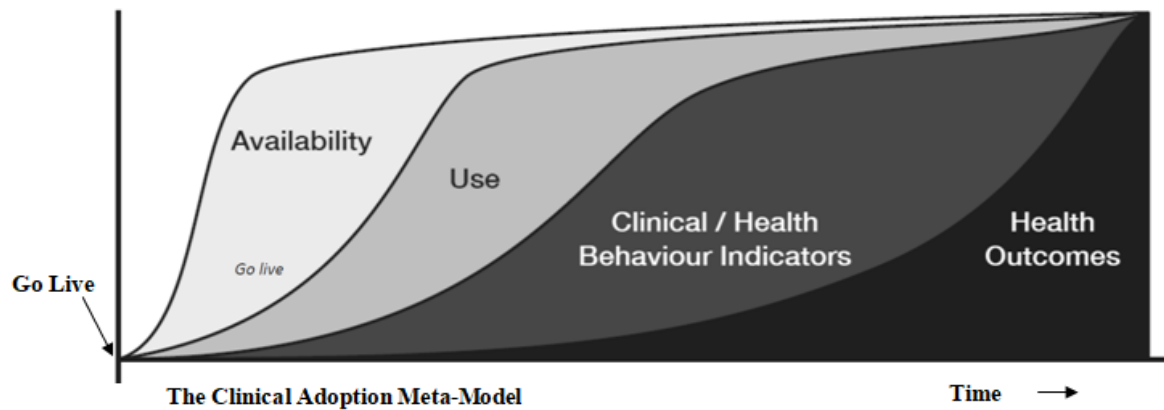 Availability
Use
Clinical / Health
Behaviour Indicators
Health
Outcomes
Go live
Go Live
The Clinical Adoption Meta-Model
Time